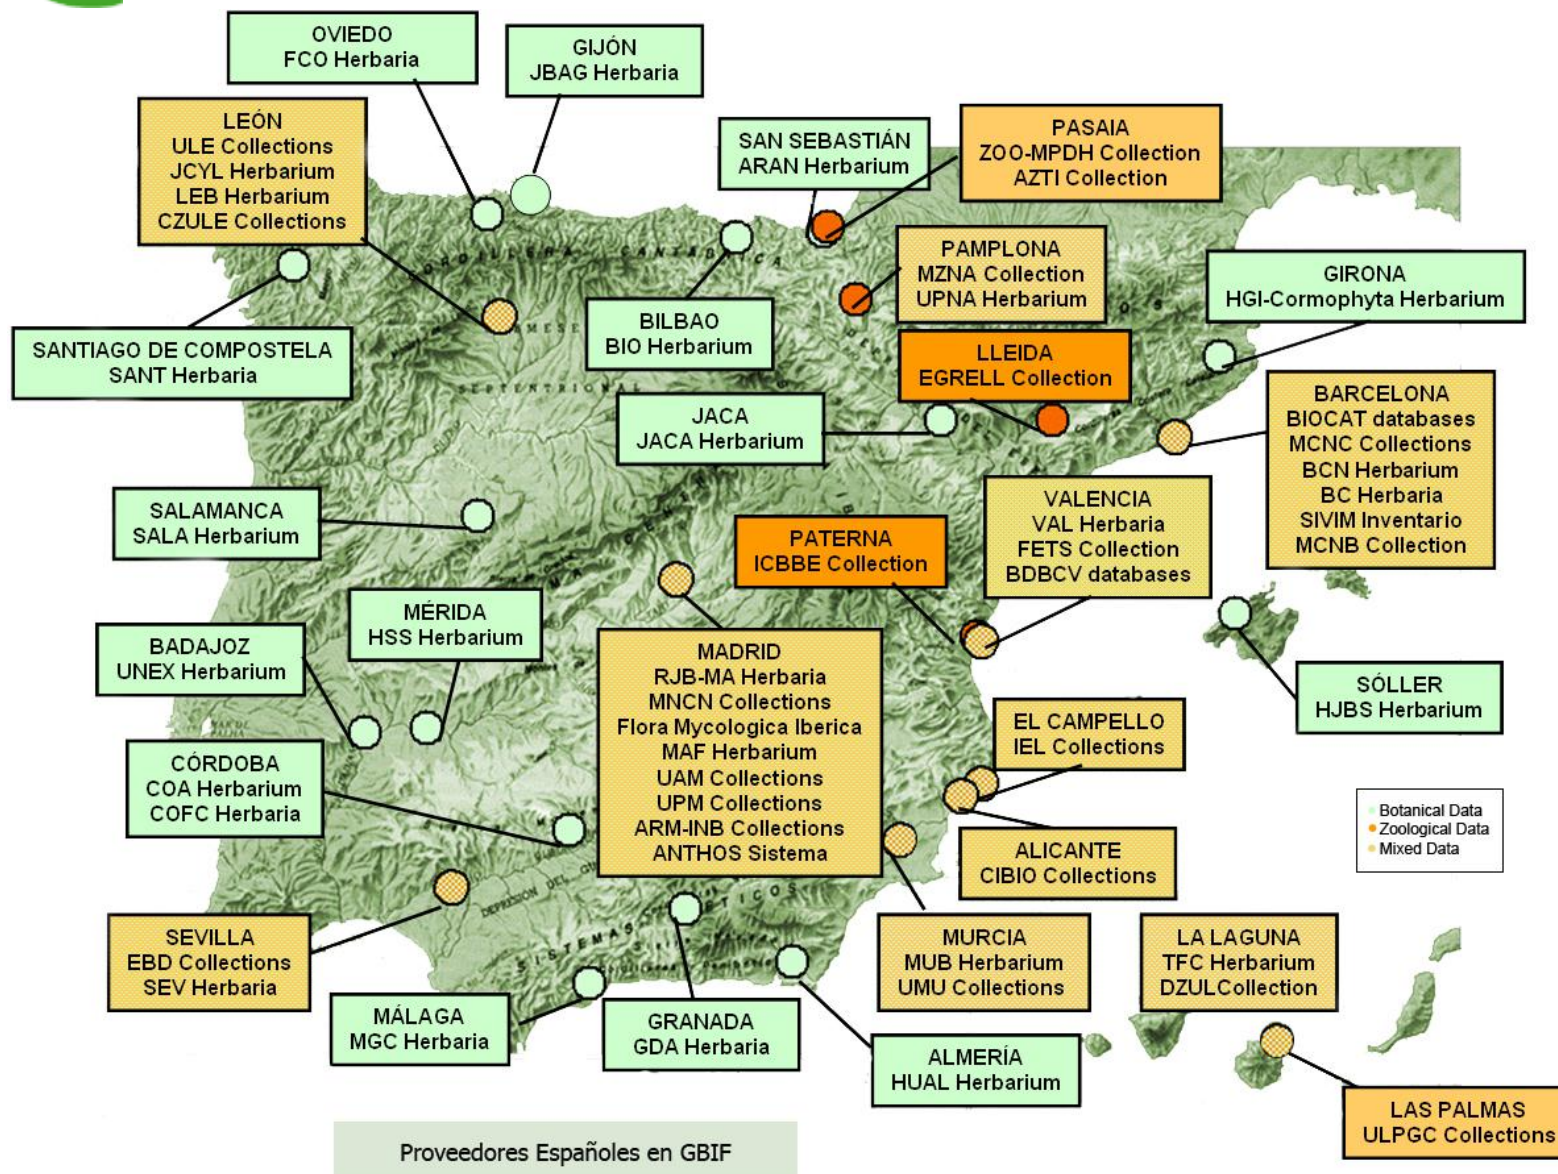 OVIEDO
FCO Herbaria
GIJÓN
JBAG Herbaria
LEÓN
ULE Collections
JCYL Herbarium
LEB Herbarium
CZULE Collections
SAN SEBASTIÁN
ARAN Herbarium
PASAIA
ZOO-MPDH Collection
AZTI Collection
PAMPLONA
MZNA Collection
UPNA Herbarium
GIRONA
HGI-Cormophyta Herbarium
SANTIAGO DE COMPOSTELA
SANT Herbaria
BILBAO
BIO Herbarium
LLEIDA
EGRELL Collection
JACA
JACA Herbarium
BARCELONA
BIOCAT databases
MCNC Collections
BCN Herbarium
BC Herbaria
SIVIM Inventario
MCNB Collection
SALAMANCA
SALA Herbarium
PATERNA
ICBBE Collection
VALENCIA
VAL Herbaria
FETS Collection
BDBCV databases
BADAJOZ
UNEX Herbarium
MÉRIDA
HSS Herbarium
MADRID
RJB-MA Herbaria
MNCN Collections
Flora Mycologica Iberica
MAF Herbarium
UAM Collections
UPM Collections
ARM-INB Collections
ANTHOS Sistema
SÓLLER
HJBS Herbarium
EL CAMPELLO
IEL Collections
CÓRDOBA
COA Herbarium
COFC Herbaria
ALICANTE
CIBIO Collections
Botanical Data
Zoological Data
Mixed Data
SEVILLA
EBD Collections
SEV Herbaria
MÁLAGA
MGC Herbaria
GRANADA
GDA Herbaria
ALMERÍA
HUAL Herbarium
MURCIA
MUB Herbarium
UMU Collections
LA LAGUNA
TFC Herbarium
DZULCollection
LAS PALMAS
ULPGC Collections
CORDILLERA CANTÁBRICA
SEPTENTRIONAL
DEPRESIÓN DEL
SISTEMAS
Proveedores Españoles en GBIF